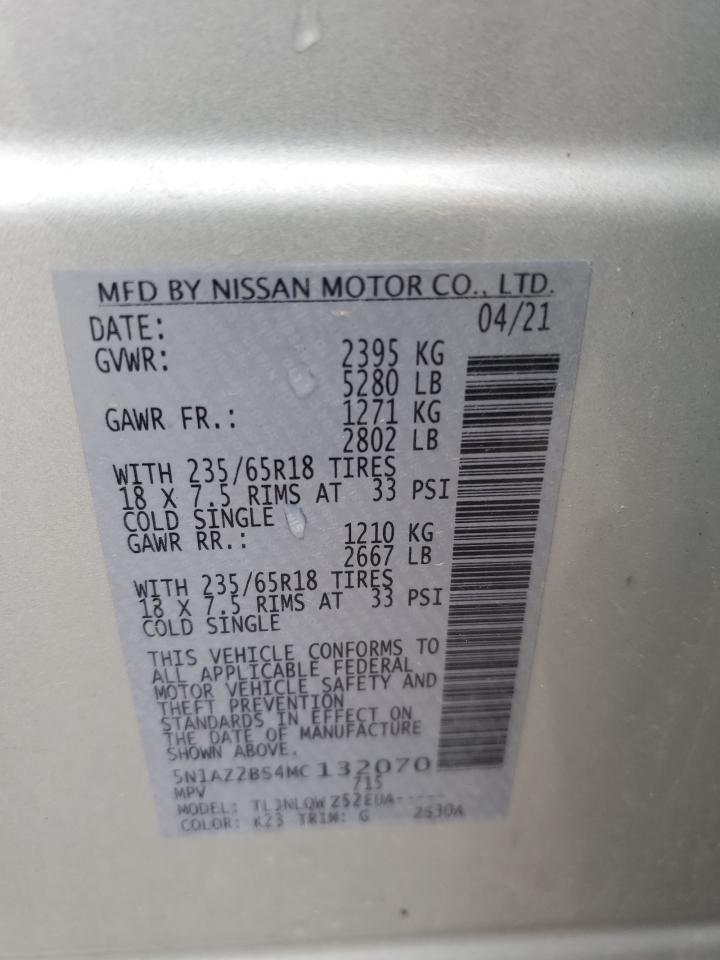 MFD BY NISSAN MOTOR CO., LTD.
DATE: 04/21
GVWR: 2395 KG
5280 LB
GAWR FR.: 1271 KG
2802 LB
WITH 235/65R18 TIRES
18 X 7.5 RIMS AT 33 PSI
COLD SINGLE
GAWR RR.: 1210 KG
2667 LB
WITH 235/65R18 TIRES
18 X 7.5 RIMS AT 33 PSI
COLD SINGLE
THIS VEHICLE CONFORMS TO
ALL APPLICABLE FEDERAL
MOTOR VEHICLE SAFETY AND
THEFT PREVENTION
STANDARDS IN EFFECT ON
THE DATE OF MANUFACTURE
SHOWN ABOVE.
5N1AZ2BS4MC132070
MPV /15
MODEL: Z52EUA-----
COLOR: K23 TRIM: G